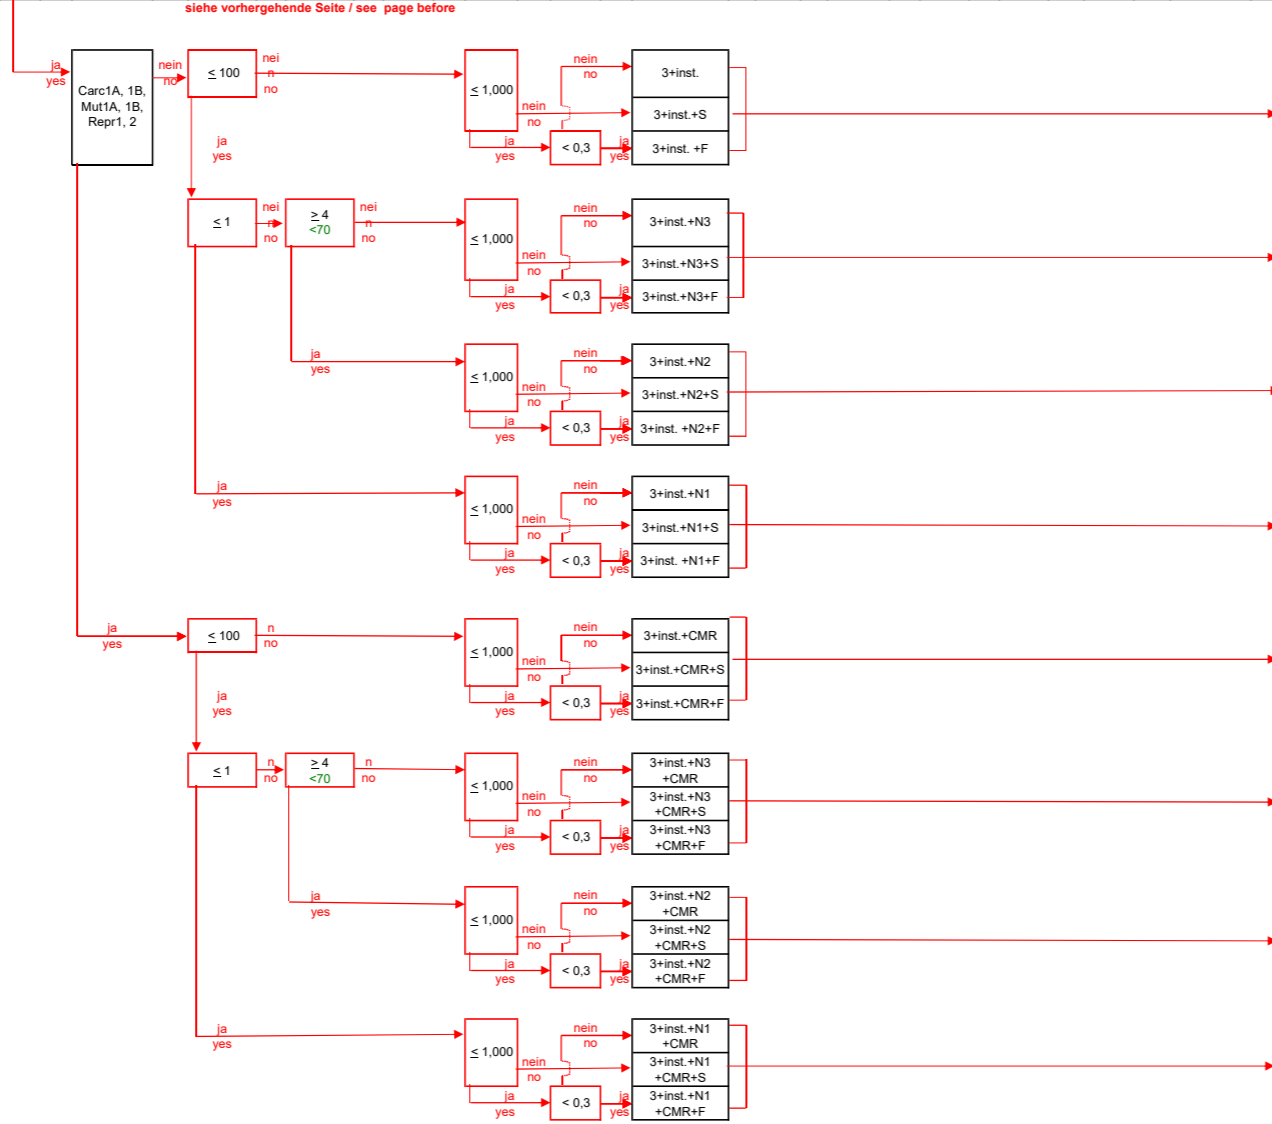 siehe vorhergehende Seite / see page before
ja
yes
Carc1A, 1B,
Mut1A, 1B,
Repr1, 2
nein
no
≤ 100
nei
n
no
≤ 1,000
nein
no
3+inst.
nein
no
3+inst.+S
ja
yes
< 0,3
ja
yes
3+inst. +F
ja
yes
≤ 1
nei
n
no
≥ 4
<70
nei
n
no
≤ 1,000
nein
no
3+inst.+N3
nein
no
3+inst.+N3+S
ja
yes
< 0,3
ja
yes
3+inst.+N3+F
ja
yes
≤ 1,000
nein
no
3+inst.+N2
nein
no
3+inst.+N2+S
ja
yes
< 0,3
ja
yes
3+inst. +N2+F
ja
yes
≤ 1,000
nein
no
3+inst.+N1
nein
no
3+inst.+N1+S
ja
yes
< 0,3
ja
yes
3+inst. +N1+F
ja
yes
≤ 100
n
no
≤ 1,000
nein
no
3+inst.+CMR
nein
no
3+inst.+CMR+S
ja
yes
< 0,3
ja
yes
3+inst.+CMR+F
ja
yes
≤ 1
n
no
≥ 4
<70
n
no
≤ 1,000
nein
no
3+inst.+N3
+CMR
nein
no
3+inst.+N3
+CMR+S
ja
yes
< 0,3
ja
yes
3+inst.+N3
+CMR+F
ja
yes
≤ 1,000
nein
no
3+inst.+N2
+CMR
nein
no
3+inst.+N2
+CMR+S
ja
yes
< 0,3
ja
yes
3+inst.+N2
+CMR+F
ja
yes
≤ 1,000
nein
no
3+inst.+N1
+CMR
nein
no
3+inst.+N1
+CMR+S
ja
yes
< 0,3
ja
yes
3+inst.+N1
+CMR+F